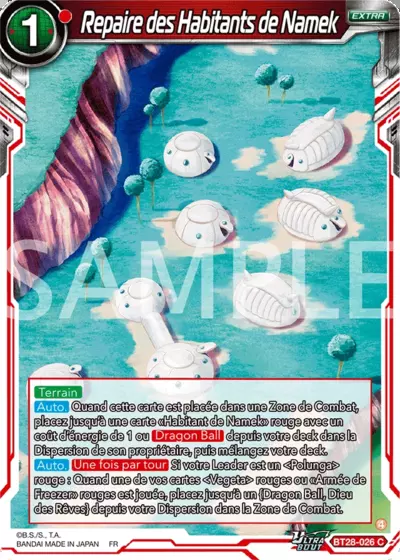 1
Repaire des Habitants de Namek
EXTRA
SAMPLE
Terrain
Auto. Quand cette carte est placée dans une Zone de Combat,
placez jusqu'à une carte «Habitant de Namek» rouge avec un
coût d'énergie de 1 ou Dragon Ball depuis votre deck dans la
Dispersion de son propriétaire, puis mélangez votre deck.
Auto. Une fois par tour Si votre Leader est un <Polunga>
rouge : Quand une de vos cartes <Vegeta> rouges ou «Armée de
Freezer» rouges est jouée, placez jusqu'à un {Dragon Ball, Dieu
des Rêves} depuis votre Dispersion dans la Zone de Combat.
4
©B.S./S., T.A.
BANDAI MADE IN JAPAN FR
ULTRA BOUT
BT28-026 C